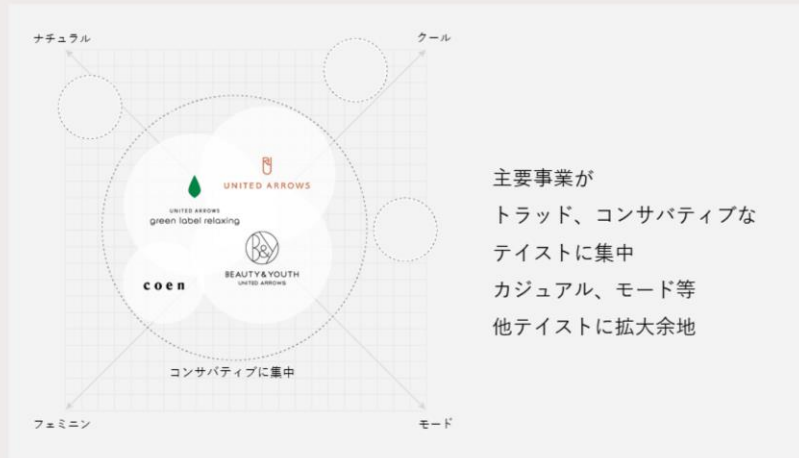 ナチュラル
クール
UNITED ARROWS
UNITED ARROWS
green label relaxing
B&Y
BEAUTY&YOUTH
UNITED ARROWS
coen
コンサバティブに集中
フェミニン
モード
主要事業が
トラッド、コンサバティブな
テイストに集中
カジュアル、モード等
他テイストに拡大余地